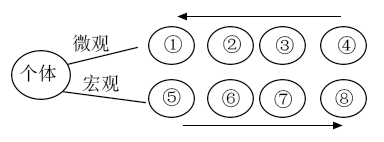 微观 ① ② ③ ④
个体
宏观 ⑤ ⑥ ⑦ ⑧